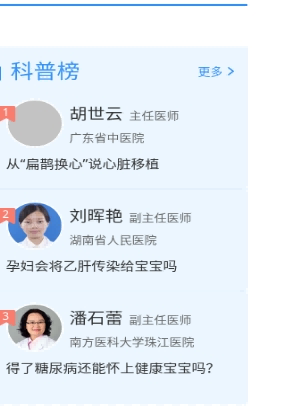 科普榜
更多 >
1
胡世云 主任医师
广东省中医院
从“扁鹊换心”说心脏移植
2
刘晖艳 副主任医师
湖南省人民医院
孕妇会将乙肝传染给宝宝吗
3
潘石蕾 副主任医师
南方医科大学珠江医院
得了糖尿病还能怀上健康宝宝吗?